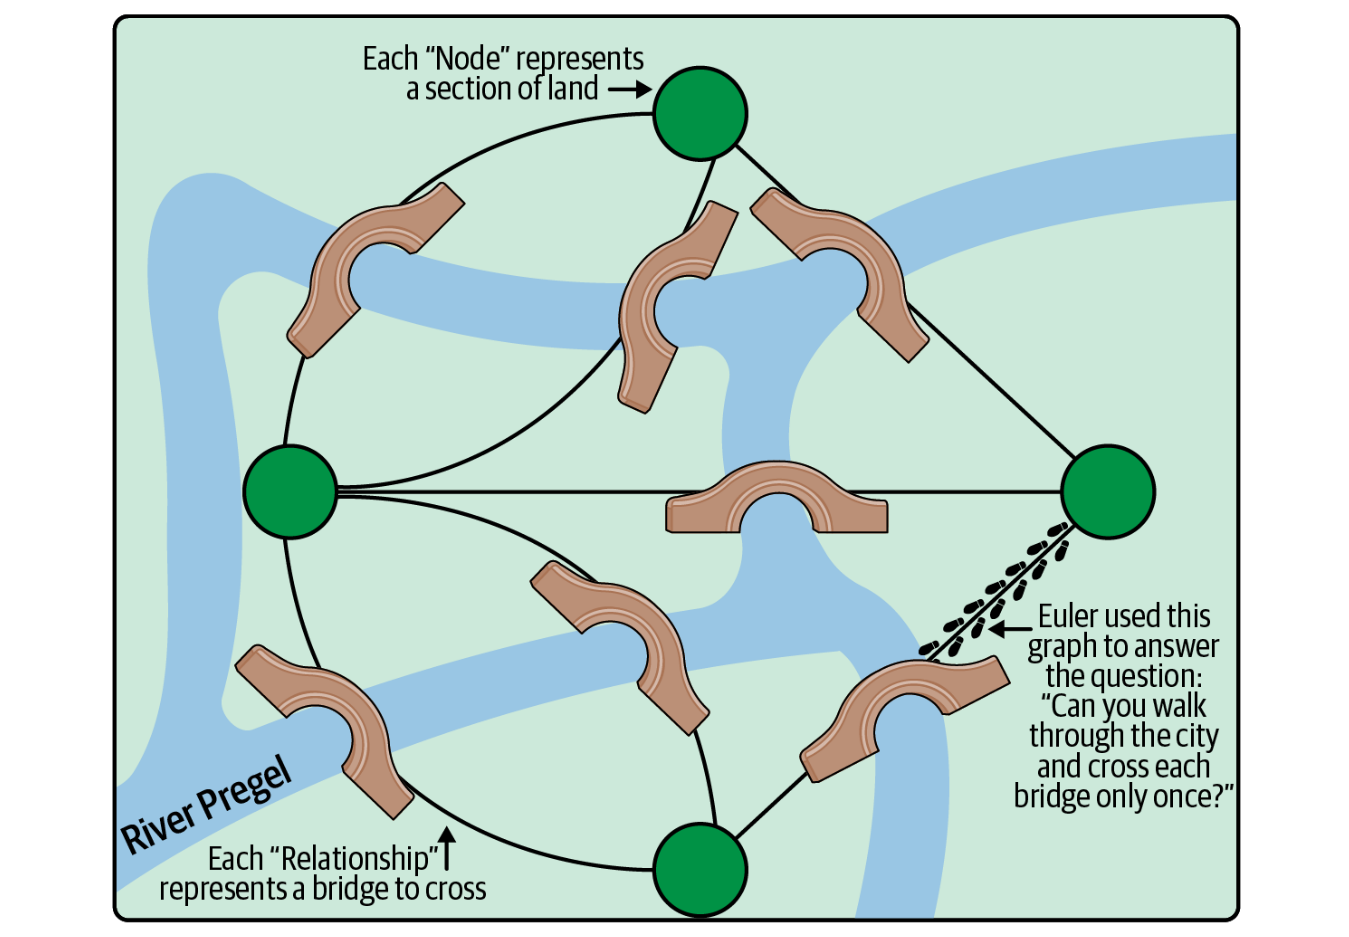 Each “Node” represents
a section of land
Euler used this
graph to answer
the question:
“Can you walk
through the city
and cross each
bridge only once?”
River Pregel
Each “Relationship”
represents a bridge to cross